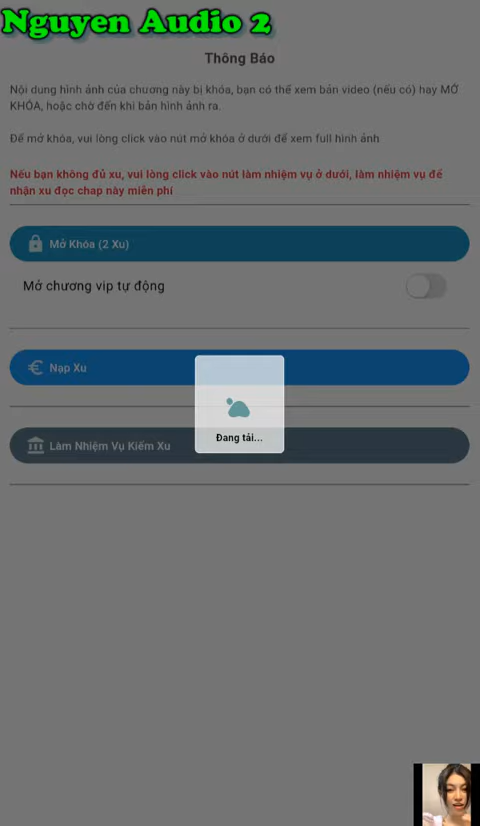 Nguyen Audio 2
Thông Báo
Nội dung hình ảnh của chương này bị khóa, bạn có thể xem bản video (nếu có) hay MỞ
KHÓA, hoặc chờ đến khi bản hình ảnh ra.
Để mở khóa, vui lòng click vào nút mở khóa ở dưới để xem full hình ảnh
Nếu bạn không đủ xu, vui lòng click vào nút làm nhiệm vụ ở dưới, làm nhiệm vụ để
nhận xu đọc chap này miễn phí
Mở Khóa (2 Xu)
Mở chương vip tự động
Nạp Xu
Đang tải...
Làm Nhiệm Vụ Kiếm Xu